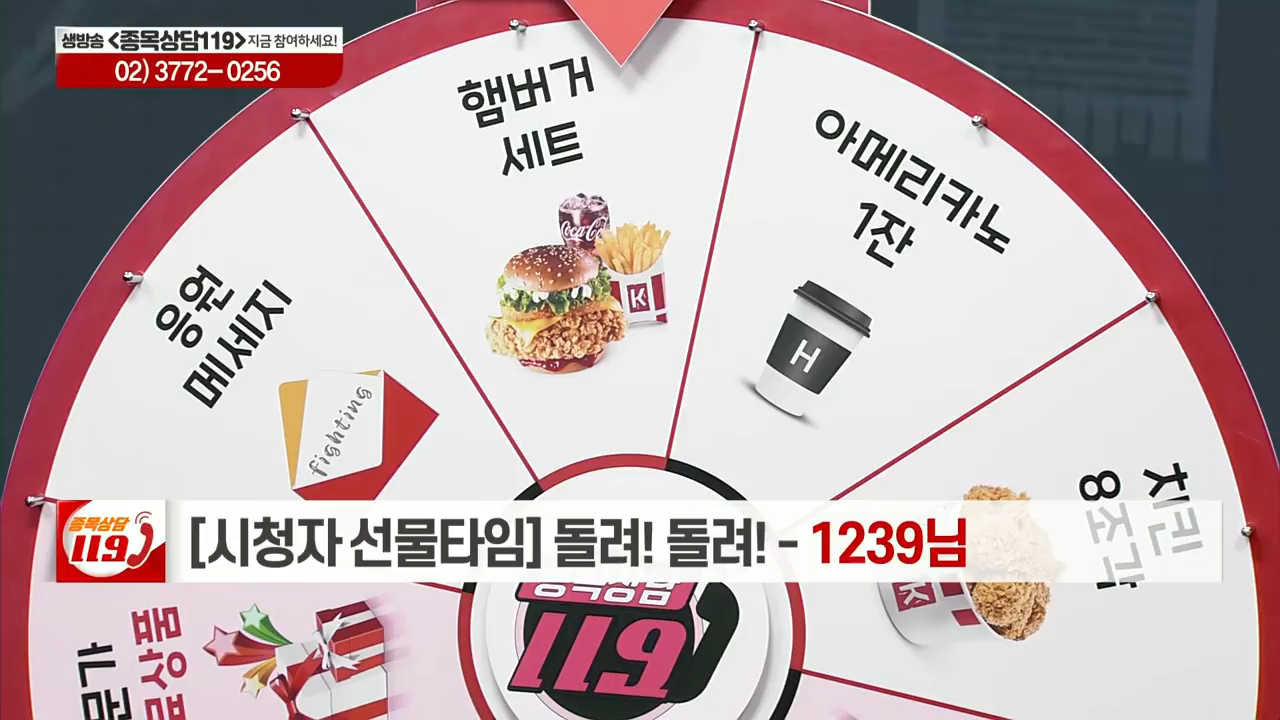 생방송 <종목상담119> 지금 참여하세요!
02) 3772-0256
햄버거
세트
Coca-Cola
K
아메리카노
1잔
H
응원
메세지
fighting
치킨
8조각
K
종목상담
119
[시청자 선물타임] 돌려! 돌려! - 1239님
종목상담
119